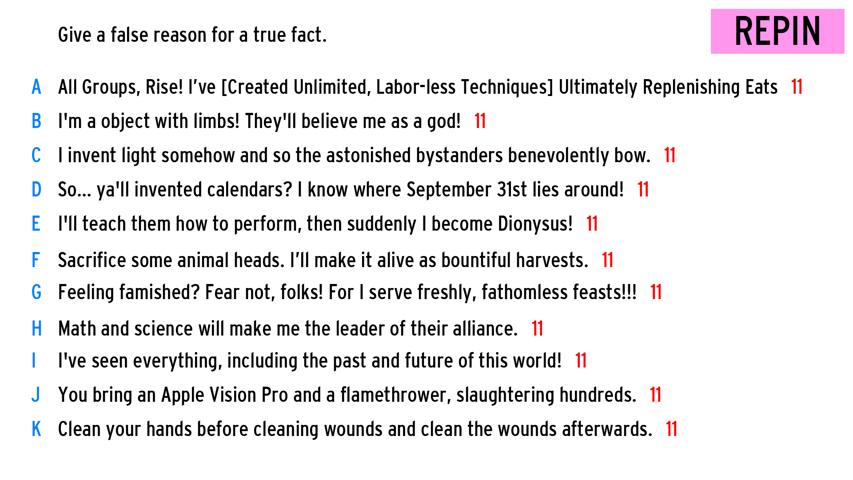 Give a false reason for a true fact.
REPIN
A All Groups, Rise! I've [Created Unlimited, Labor-less Techniques] Ultimately Replenishing Eats 11
B I'm a object with limbs! They'll believe me as a god! 11
C I invent light somehow and so the astonished bystanders benevolently bow. 11
D So... ya'll invented calendars? I know where September 31st lies around! 11
E I'll teach them how to perform, then suddenly I become Dionysus! 11
F Sacrifice some animal heads. I'll make it alive as bountiful harvests. 11
G Feeling famished? Fear not, folks! For I serve freshly, fathomless feasts!!! 11
H Math and science will make me the leader of their alliance. 11
I I've seen everything, including the past and future of this world! 11
J You bring an Apple Vision Pro and a flamethrower, slaughtering hundreds. 11
K Clean your hands before cleaning wounds and clean the wounds afterwards. 11